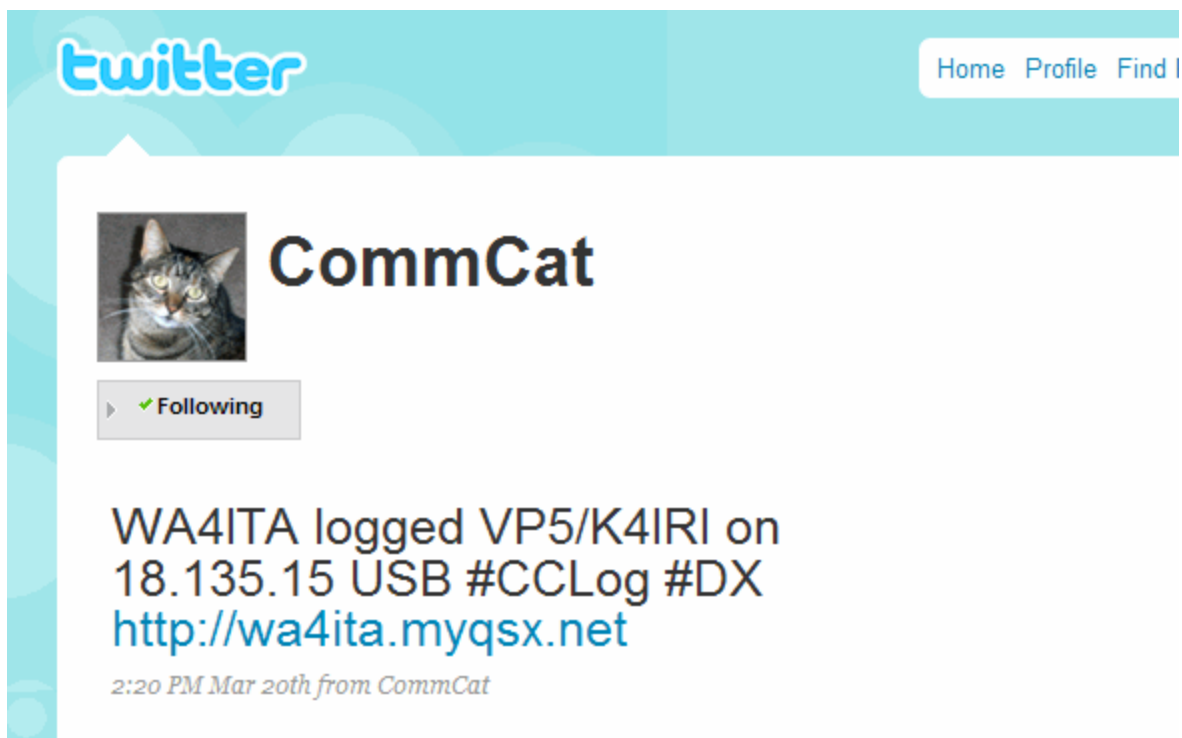 twitter
Home Profile Find
CommCat
Following
WA4ITA logged VP5/K4IRI on
18.135.15 USB #CCLog #DX
http://wa4ita.myqsx.net
2:20 PM Mar 20th from CommCat